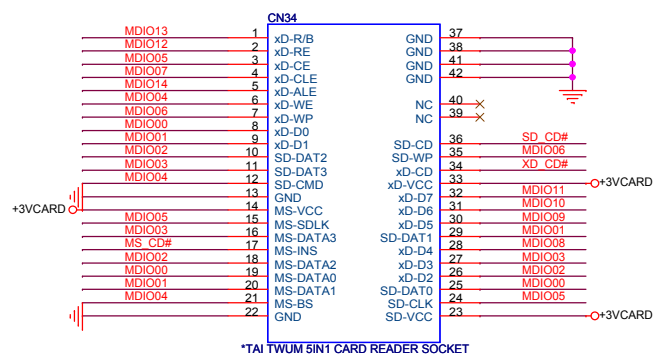 CN34
MDIO13 1 xD-R/B GND 37
MDIO12 2 xD-RE GND 38
MDIO05 3 xD-CE GND 41
MDIO07 4 xD-CLE GND 42
MDIO14 5 xD-ALE
MDIO04 6 xD-WE NC 40
MDIO06 7 xD-WP NC 39
MDIO00 8 xD-D0
MDIO01 9 xD-D1 SD-CD 36 SD_CD#
MDIO02 10 SD-DAT2 SD-WP 35 MDIO06
MDIO03 11 SD-DAT3 xD-CD 34 XD_CD#
MDIO04 12 SD-CMD xD-VCC 33 +3VCARD
13 GND xD-D7 32 MDIO11
+3VCARD 14 MS-VCC xD-D6 31 MDIO10
MDIO05 15 MS-SDLK xD-D5 30 MDIO09
MDIO03 16 MS-DATA3 SD-DAT1 29 MDIO01
MS_CD# 17 MS-INS xD-D4 28 MDIO08
MDIO02 18 MS-DATA2 xD-D3 27 MDIO03
MDIO00 19 MS-DATA0 xD-D2 26 MDIO02
MDIO01 20 MS-DATA1 SD-DAT0 25 MDIO00
MDIO04 21 MS-BS SD-CLK 24 MDIO05
22 GND SD-VCC 23 +3VCARD
*TAI TWUM 5IN1 CARD READER SOCKET